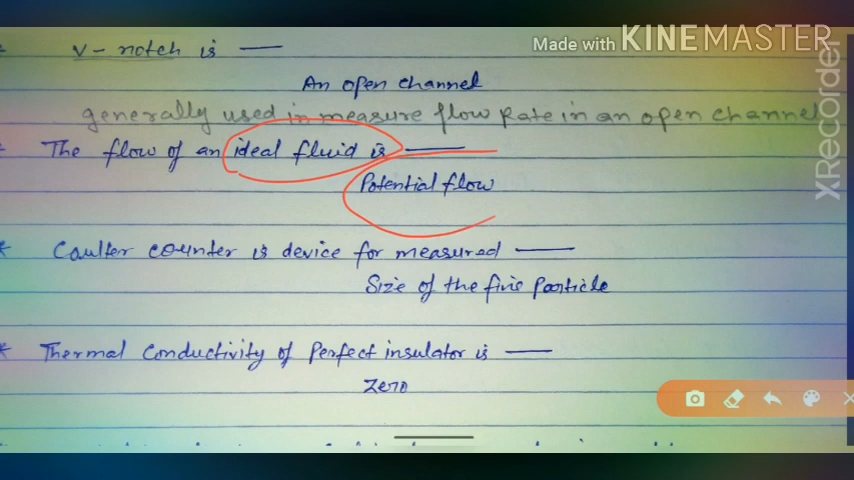 Made with KINEMASTER
V- notch is —
An open channel
generally used in measure flow rate in an open channel
The flow of an ideal fluid is —
Potential flow
Coulter counter is device for measured —
Size of the fine particle
Thermal conductivity of perfect insulator is —
Zero
XRecorder